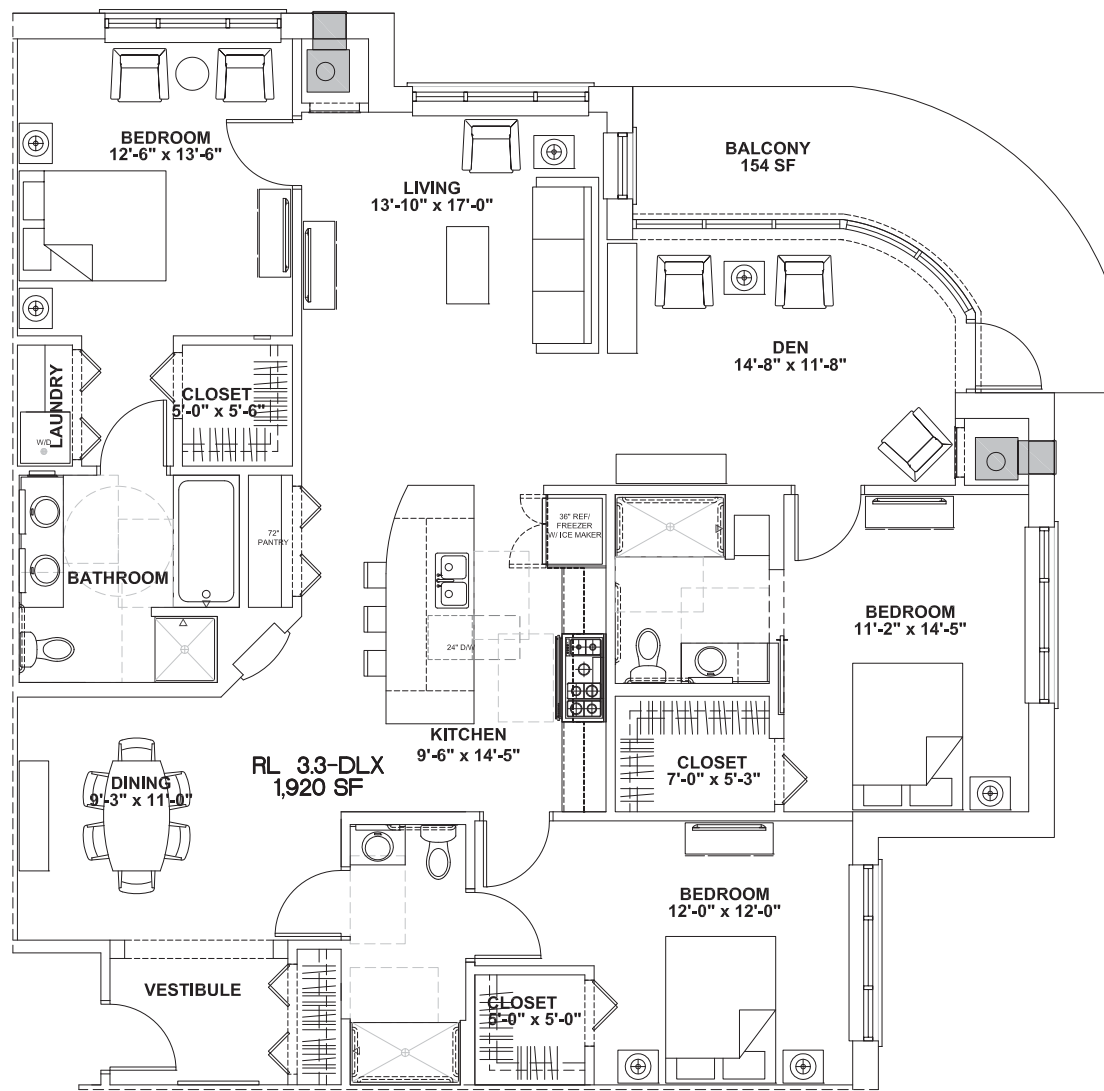 BEDROOM
12'-6" x 13'-6"
BALCONY
154 SF
LIVING
13'-10" x 17'-0"
DEN
14'-8" x 11'-8"
LAUNDRY
W/D
CLOSET
5'-0" x 5'-6"
72"
PANTRY
36" REF/
FREEZER
W/ ICE MAKER
BATHROOM
BEDROOM
11'-2" x 14'-5"
24" D/W
KITCHEN
9'-6" x 14'-5"
RL 3.3-DLX
1,920 SF
CLOSET
7'-0" x 5'-3"
DINING
9'-3" x 11'-0"
BEDROOM
12'-0" x 12'-0"
VESTIBULE
CLOSET
5'-0" x 5'-0"